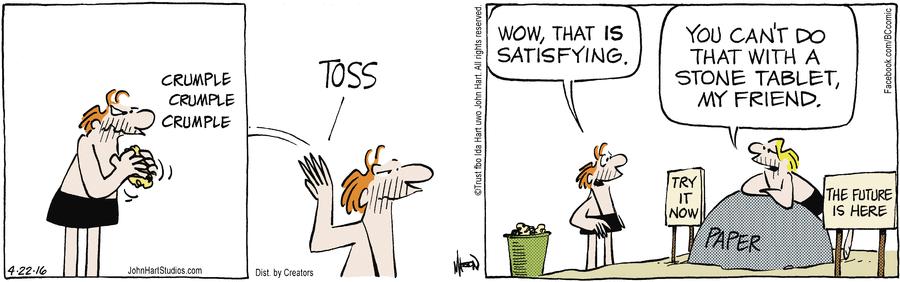 CRUMPLE
CRUMPLE
CRUMPLE
4·22·16
JohnHartStudios.com
TOSS
Dist. by Creators
©Trust fbo Ida Hart uwo John Hart. All rights reserved.
WOW, THAT IS
SATISFYING.
YOU CAN'T DO
THAT WITH A
STONE TABLET,
MY FRIEND.
TRY
IT
NOW
PAPER
THE FUTURE
IS HERE
Facebook.com/BCcomic